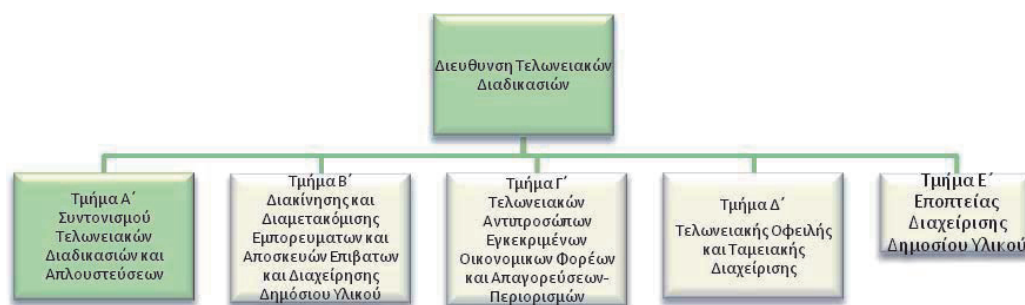 Διευθυνση Τελωνειακών
Διαδικασιών
Τμήμα Α΄
Συντονισμού
Τελωνειακών
Διαδικασιών και
Απλουστεύσεων
Τμήμα Β΄
Διακίνησης και
Διαμετακόμισης
Εμπορευματων και
Αποσκευών Επιβατων
και Διαχείρησης
Δημόσιου Υλικού
Τμήμα Γ΄
Τελωνειακών
Αντιπροσώπων
Εγκεκριμένων
Οικονομικων Φορέων
και Απαγορεύσεων-
Περιορισμών
Τμήμα Δ΄
Τελωνειακής Οφειλής
και Ταμειακής
Διαχείρισης
Τμήμα Ε΄
Εποπτείας
Διαχείρισης
Δημοσίου Υλικού